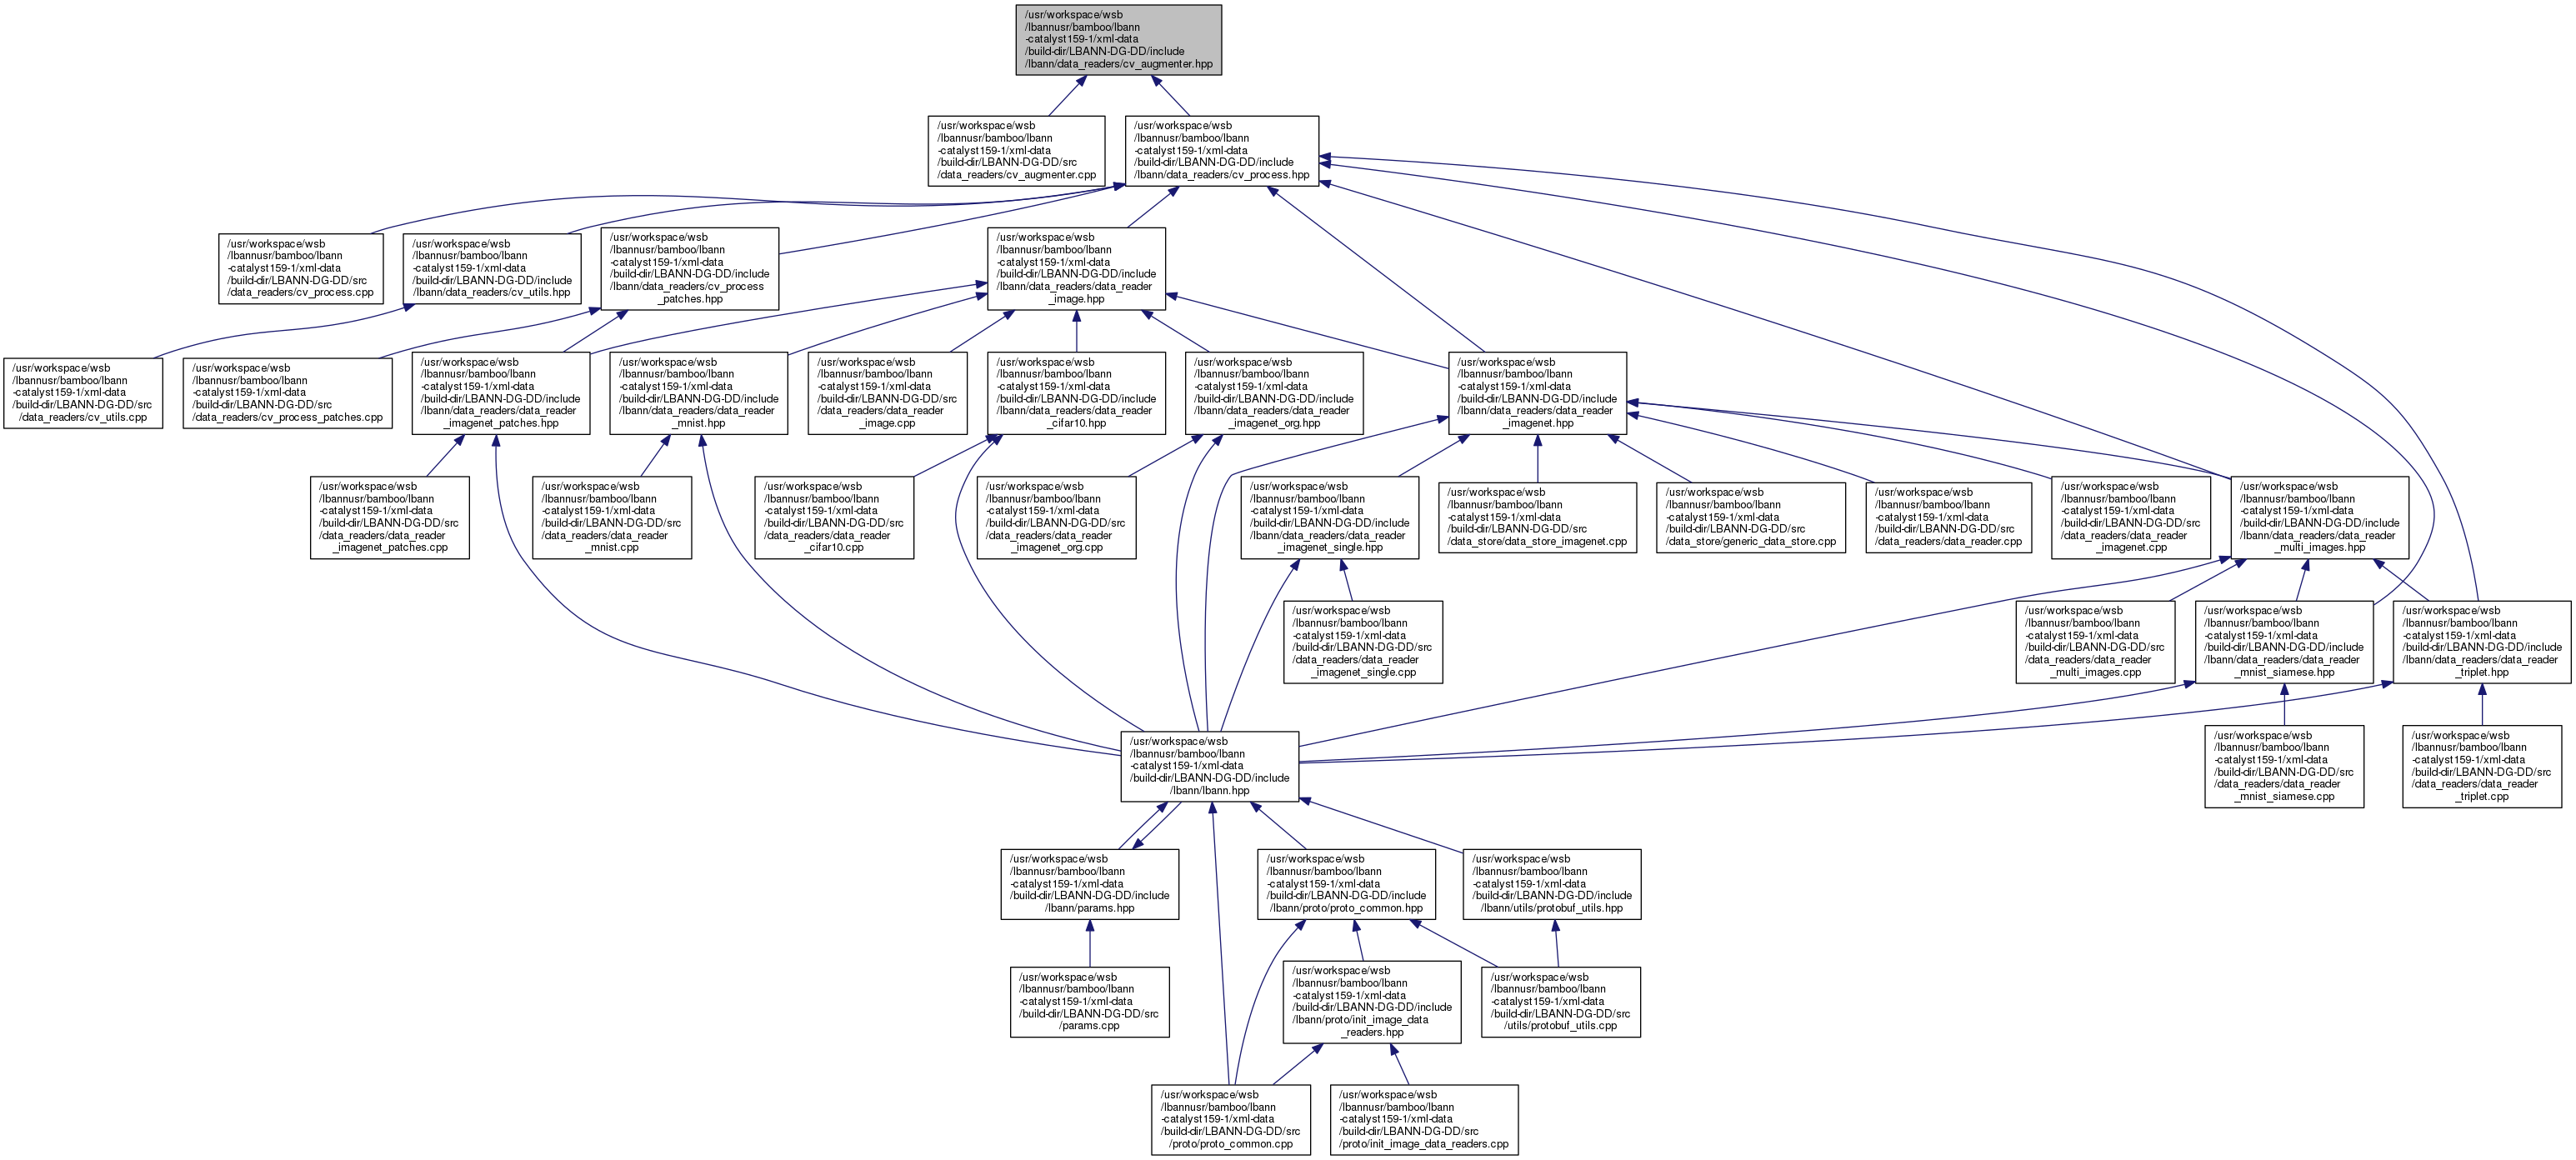 /usr/workspace/wsb
/lbannusr/bamboo/lbann
-catalyst159-1/xml-data
/build-dir/LBANN-DG-DD/include
/lbann/data_readers/cv_augmenter.hpp
/usr/workspace/wsb
/lbannusr/bamboo/lbann
-catalyst159-1/xml-data
/build-dir/LBANN-DG-DD/src
/data_readers/cv_augmenter.cpp
/usr/workspace/wsb
/lbannusr/bamboo/lbann
-catalyst159-1/xml-data
/build-dir/LBANN-DG-DD/include
/lbann/data_readers/cv_process.hpp
/usr/workspace/wsb
/lbannusr/bamboo/lbann
-catalyst159-1/xml-data
/build-dir/LBANN-DG-DD/src
/data_readers/cv_process.cpp
/usr/workspace/wsb
/lbannusr/bamboo/lbann
-catalyst159-1/xml-data
/build-dir/LBANN-DG-DD/include
/lbann/data_readers/cv_utils.hpp
/usr/workspace/wsb
/lbannusr/bamboo/lbann
-catalyst159-1/xml-data
/build-dir/LBANN-DG-DD/include
/lbann/data_readers/cv_process
_patches.hpp
/usr/workspace/wsb
/lbannusr/bamboo/lbann
-catalyst159-1/xml-data
/build-dir/LBANN-DG-DD/include
/lbann/data_readers/data_reader
_image.hpp
/usr/workspace/wsb
/lbannusr/bamboo/lbann
-catalyst159-1/xml-data
/build-dir/LBANN-DG-DD/src
/data_readers/cv_utils.cpp
/usr/workspace/wsb
/lbannusr/bamboo/lbann
-catalyst159-1/xml-data
/build-dir/LBANN-DG-DD/src
/data_readers/cv_process_patches.cpp
/usr/workspace/wsb
/lbannusr/bamboo/lbann
-catalyst159-1/xml-data
/build-dir/LBANN-DG-DD/include
/lbann/data_readers/data_reader
_imagenet_patches.hpp
/usr/workspace/wsb
/lbannusr/bamboo/lbann
-catalyst159-1/xml-data
/build-dir/LBANN-DG-DD/include
/lbann/data_readers/data_reader
_mnist.hpp
/usr/workspace/wsb
/lbannusr/bamboo/lbann
-catalyst159-1/xml-data
/build-dir/LBANN-DG-DD/src
/data_readers/data_reader
_image.cpp
/usr/workspace/wsb
/lbannusr/bamboo/lbann
-catalyst159-1/xml-data
/build-dir/LBANN-DG-DD/include
/lbann/data_readers/data_reader
_cifar10.hpp
/usr/workspace/wsb
/lbannusr/bamboo/lbann
-catalyst159-1/xml-data
/build-dir/LBANN-DG-DD/include
/lbann/data_readers/data_reader
_imagenet_org.hpp
/usr/workspace/wsb
/lbannusr/bamboo/lbann
-catalyst159-1/xml-data
/build-dir/LBANN-DG-DD/include
/lbann/data_readers/data_reader
_imagenet.hpp
/usr/workspace/wsb
/lbannusr/bamboo/lbann
-catalyst159-1/xml-data
/build-dir/LBANN-DG-DD/src
/data_readers/data_reader
_imagenet_patches.cpp
/usr/workspace/wsb
/lbannusr/bamboo/lbann
-catalyst159-1/xml-data
/build-dir/LBANN-DG-DD/src
/data_readers/data_reader
_mnist.cpp
/usr/workspace/wsb
/lbannusr/bamboo/lbann
-catalyst159-1/xml-data
/build-dir/LBANN-DG-DD/src
/data_readers/data_reader
_cifar10.cpp
/usr/workspace/wsb
/lbannusr/bamboo/lbann
-catalyst159-1/xml-data
/build-dir/LBANN-DG-DD/src
/data_readers/data_reader
_imagenet_org.cpp
/usr/workspace/wsb
/lbannusr/bamboo/lbann
-catalyst159-1/xml-data
/build-dir/LBANN-DG-DD/include
/lbann/data_readers/data_reader
_imagenet_single.hpp
/usr/workspace/wsb
/lbannusr/bamboo/lbann
-catalyst159-1/xml-data
/build-dir/LBANN-DG-DD/src
/data_store/data_store_imagenet.cpp
/usr/workspace/wsb
/lbannusr/bamboo/lbann
-catalyst159-1/xml-data
/build-dir/LBANN-DG-DD/src
/data_store/generic_data_store.cpp
/usr/workspace/wsb
/lbannusr/bamboo/lbann
-catalyst159-1/xml-data
/build-dir/LBANN-DG-DD/src
/data_readers/data_reader.cpp
/usr/workspace/wsb
/lbannusr/bamboo/lbann
-catalyst159-1/xml-data
/build-dir/LBANN-DG-DD/src
/data_readers/data_reader
_imagenet.cpp
/usr/workspace/wsb
/lbannusr/bamboo/lbann
-catalyst159-1/xml-data
/build-dir/LBANN-DG-DD/include
/lbann/data_readers/data_reader
_multi_images.hpp
/usr/workspace/wsb
/lbannusr/bamboo/lbann
-catalyst159-1/xml-data
/build-dir/LBANN-DG-DD/src
/data_readers/data_reader
_imagenet_single.cpp
/usr/workspace/wsb
/lbannusr/bamboo/lbann
-catalyst159-1/xml-data
/build-dir/LBANN-DG-DD/src
/data_readers/data_reader
_multi_images.cpp
/usr/workspace/wsb
/lbannusr/bamboo/lbann
-catalyst159-1/xml-data
/build-dir/LBANN-DG-DD/include
/lbann/data_readers/data_reader
_mnist_siamese.hpp
/usr/workspace/wsb
/lbannusr/bamboo/lbann
-catalyst159-1/xml-data
/build-dir/LBANN-DG-DD/include
/lbann/data_readers/data_reader
_triplet.hpp
/usr/workspace/wsb
/lbannusr/bamboo/lbann
-catalyst159-1/xml-data
/build-dir/LBANN-DG-DD/include
/lbann/lbann.hpp
/usr/workspace/wsb
/lbannusr/bamboo/lbann
-catalyst159-1/xml-data
/build-dir/LBANN-DG-DD/src
/data_readers/data_reader
_mnist_siamese.cpp
/usr/workspace/wsb
/lbannusr/bamboo/lbann
-catalyst159-1/xml-data
/build-dir/LBANN-DG-DD/src
/data_readers/data_reader
_triplet.cpp
/usr/workspace/wsb
/lbannusr/bamboo/lbann
-catalyst159-1/xml-data
/build-dir/LBANN-DG-DD/include
/lbann/params.hpp
/usr/workspace/wsb
/lbannusr/bamboo/lbann
-catalyst159-1/xml-data
/build-dir/LBANN-DG-DD/include
/lbann/proto/proto_common.hpp
/usr/workspace/wsb
/lbannusr/bamboo/lbann
-catalyst159-1/xml-data
/build-dir/LBANN-DG-DD/include
/lbann/utils/protobuf_utils.hpp
/usr/workspace/wsb
/lbannusr/bamboo/lbann
-catalyst159-1/xml-data
/build-dir/LBANN-DG-DD/src
/params.cpp
/usr/workspace/wsb
/lbannusr/bamboo/lbann
-catalyst159-1/xml-data
/build-dir/LBANN-DG-DD/include
/lbann/proto/init_image_data
_readers.hpp
/usr/workspace/wsb
/lbannusr/bamboo/lbann
-catalyst159-1/xml-data
/build-dir/LBANN-DG-DD/src
/utils/protobuf_utils.cpp
/usr/workspace/wsb
/lbannusr/bamboo/lbann
-catalyst159-1/xml-data
/build-dir/LBANN-DG-DD/src
/proto/proto_common.cpp
/usr/workspace/wsb
/lbannusr/bamboo/lbann
-catalyst159-1/xml-data
/build-dir/LBANN-DG-DD/src
/proto/init_image_data_readers.cpp